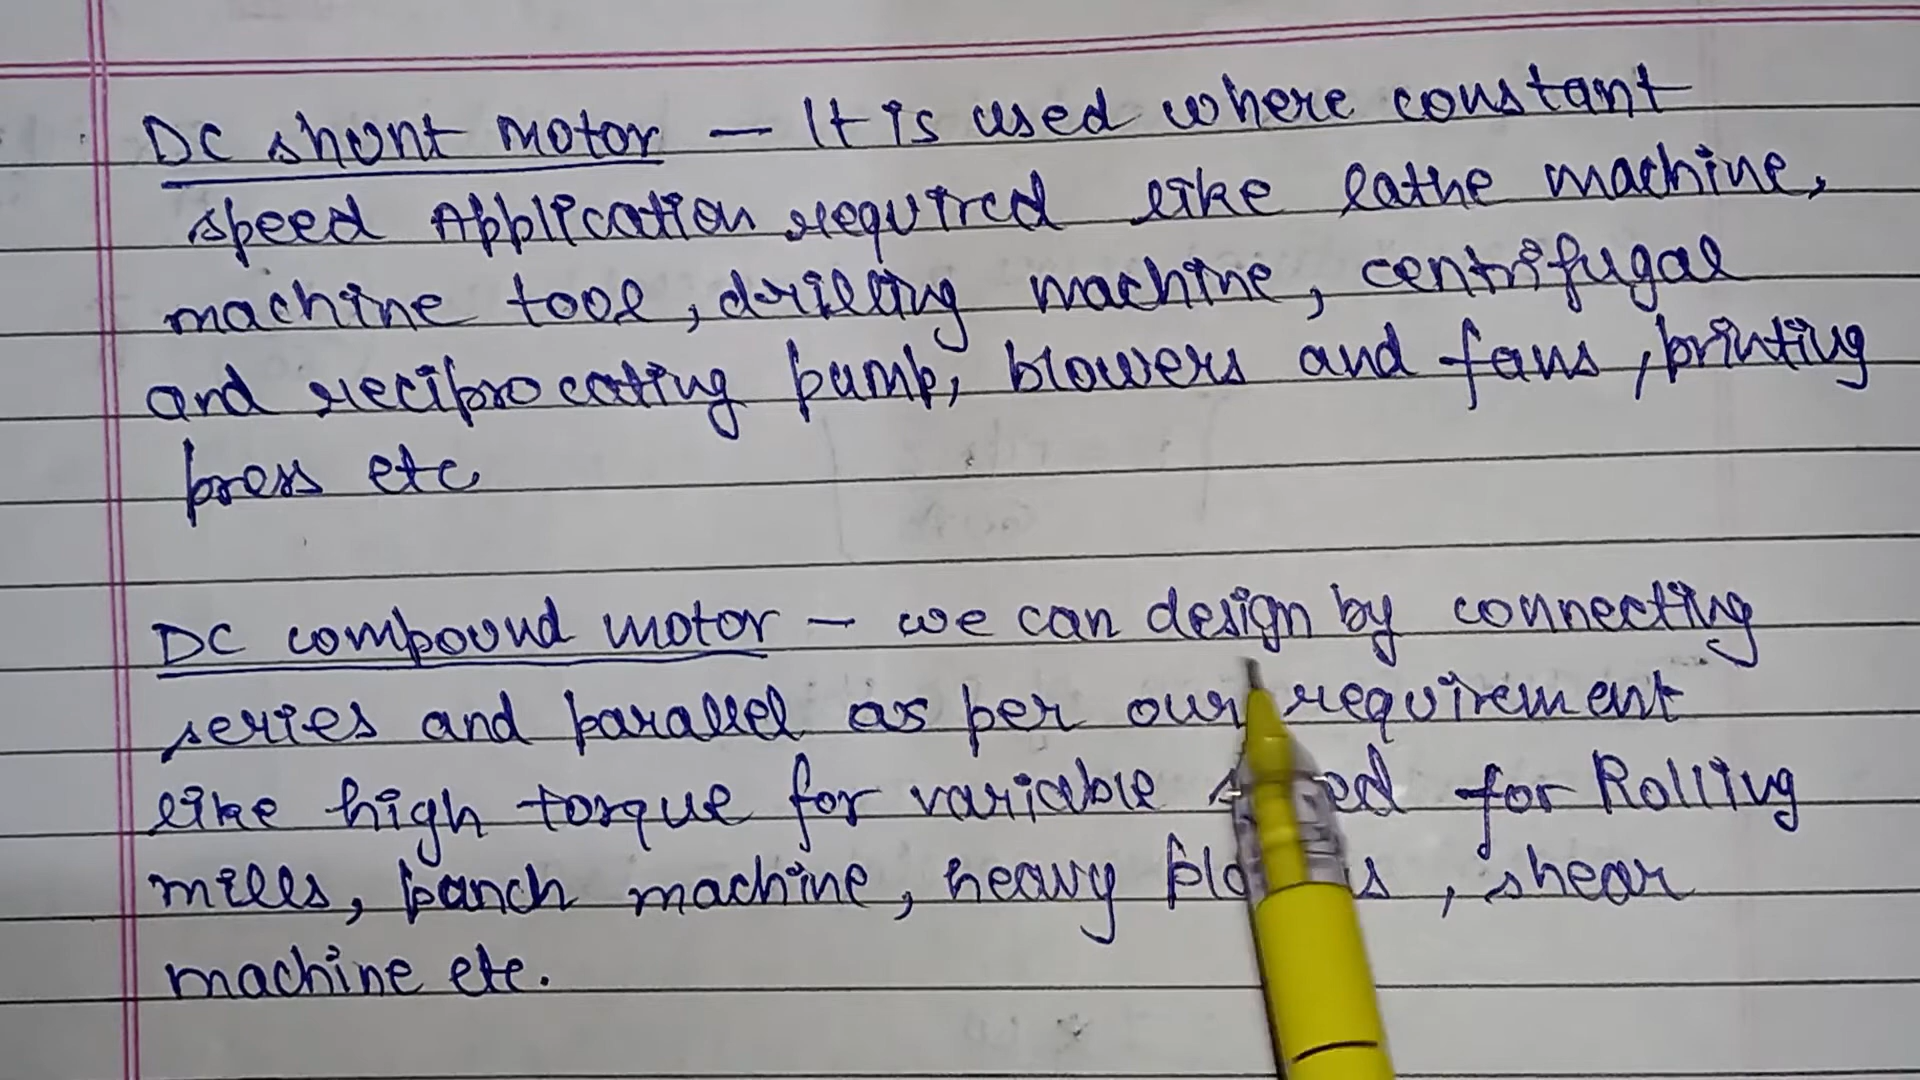 DC shunt motor — It is used where constant
speed Application required like lathe machine,
machine tool, drilling machine, centrifugal
and reciprocating pump, blowers and fans, printing
press etc
DC compound motor — we can design by connecting
series and parallel as per our requirement
like high torque for variable for Rolling
mills, panch machine, heavy , shear
machine etc.